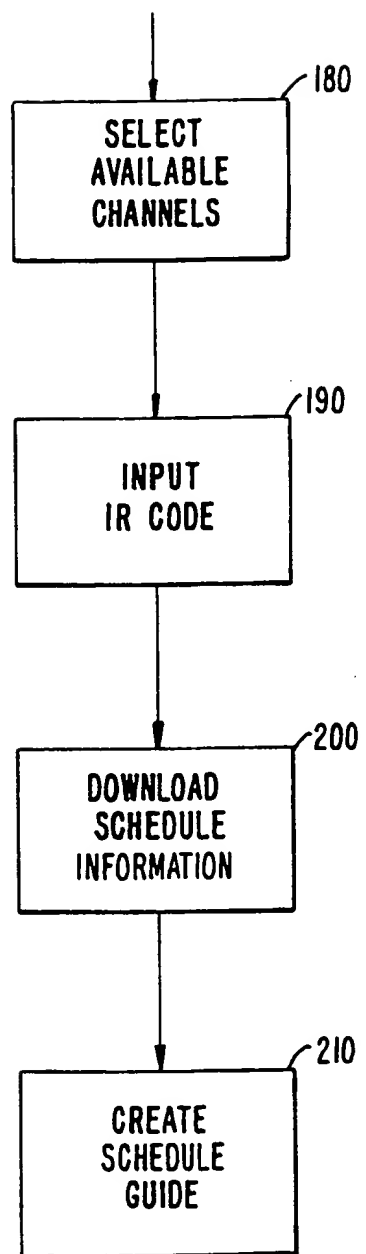 180
SELECT
AVAILABLE
CHANNELS
190
INPUT
IR CODE
200
DOWNLOAD
SCHEDULE
INFORMATION
210
CREATE
SCHEDULE
GUIDE